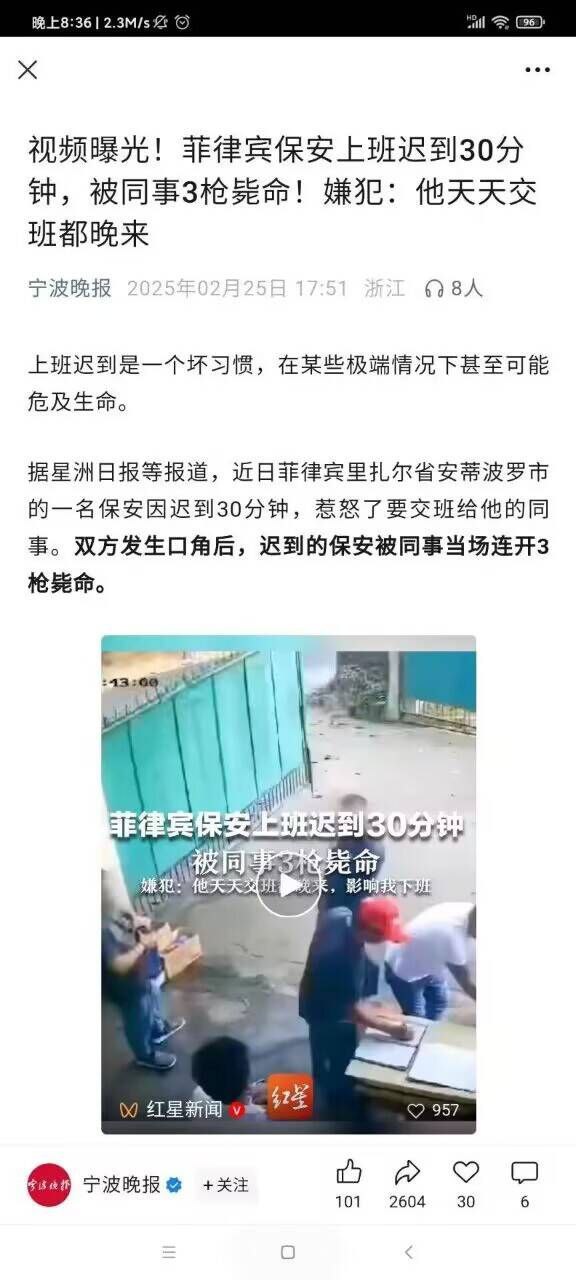 晚上8:36 | 2.3M/s
HD
96
视频曝光！菲律宾保安上班迟到30分
钟，被同事3枪毙命！嫌犯：他天天交
班都晚来
宁波晚报 2025年02月25日 17:51 浙江 8人
上班迟到是一个坏习惯，在某些极端情况下甚至可能
危及生命。
据星洲日报等报道，近日菲律宾里扎尔省安蒂波罗市
的一名保安因迟到30分钟，惹怒了要交班给他的同
事。双方发生口角后，迟到的保安被同事当场连开3
枪毙命。
:43:00
菲律宾保安上班迟到30分钟
被同事3枪毙命
嫌犯：他天天交班都晚来，影响我下班
红星新闻
红星
957
宁波晚报
宁波晚报
+关注
101
2604
30
6